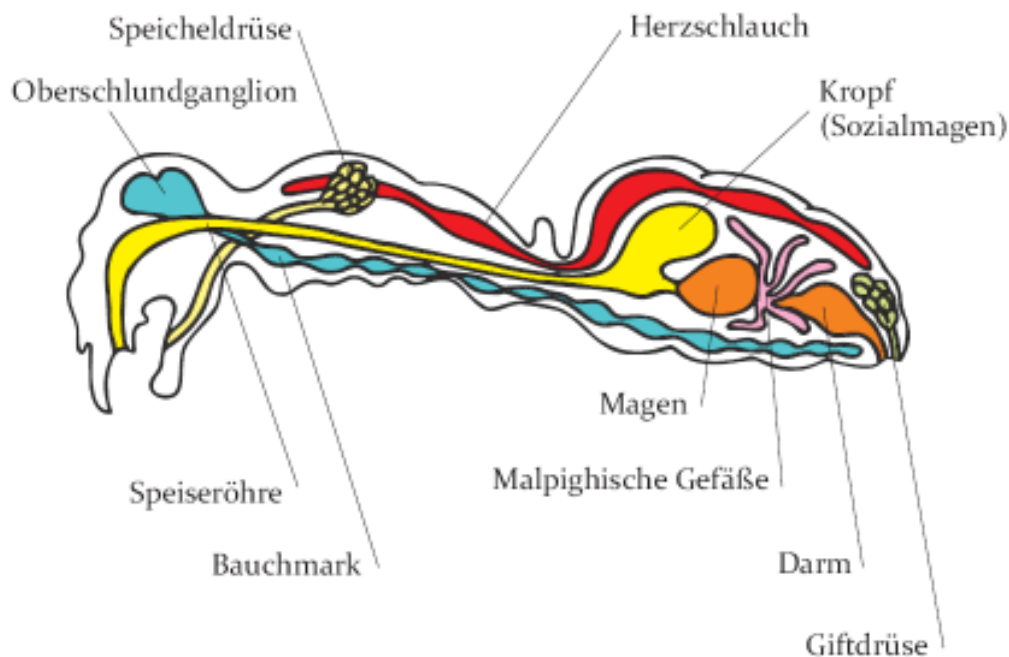 Speicheldrüse
Herzschlauch
Oberschlundganglion
Kropf
(Sozialmagen)
Magen
Malpighische Gefäße
Speiseröhre
Bauchmark
Darm
Giftdrüse